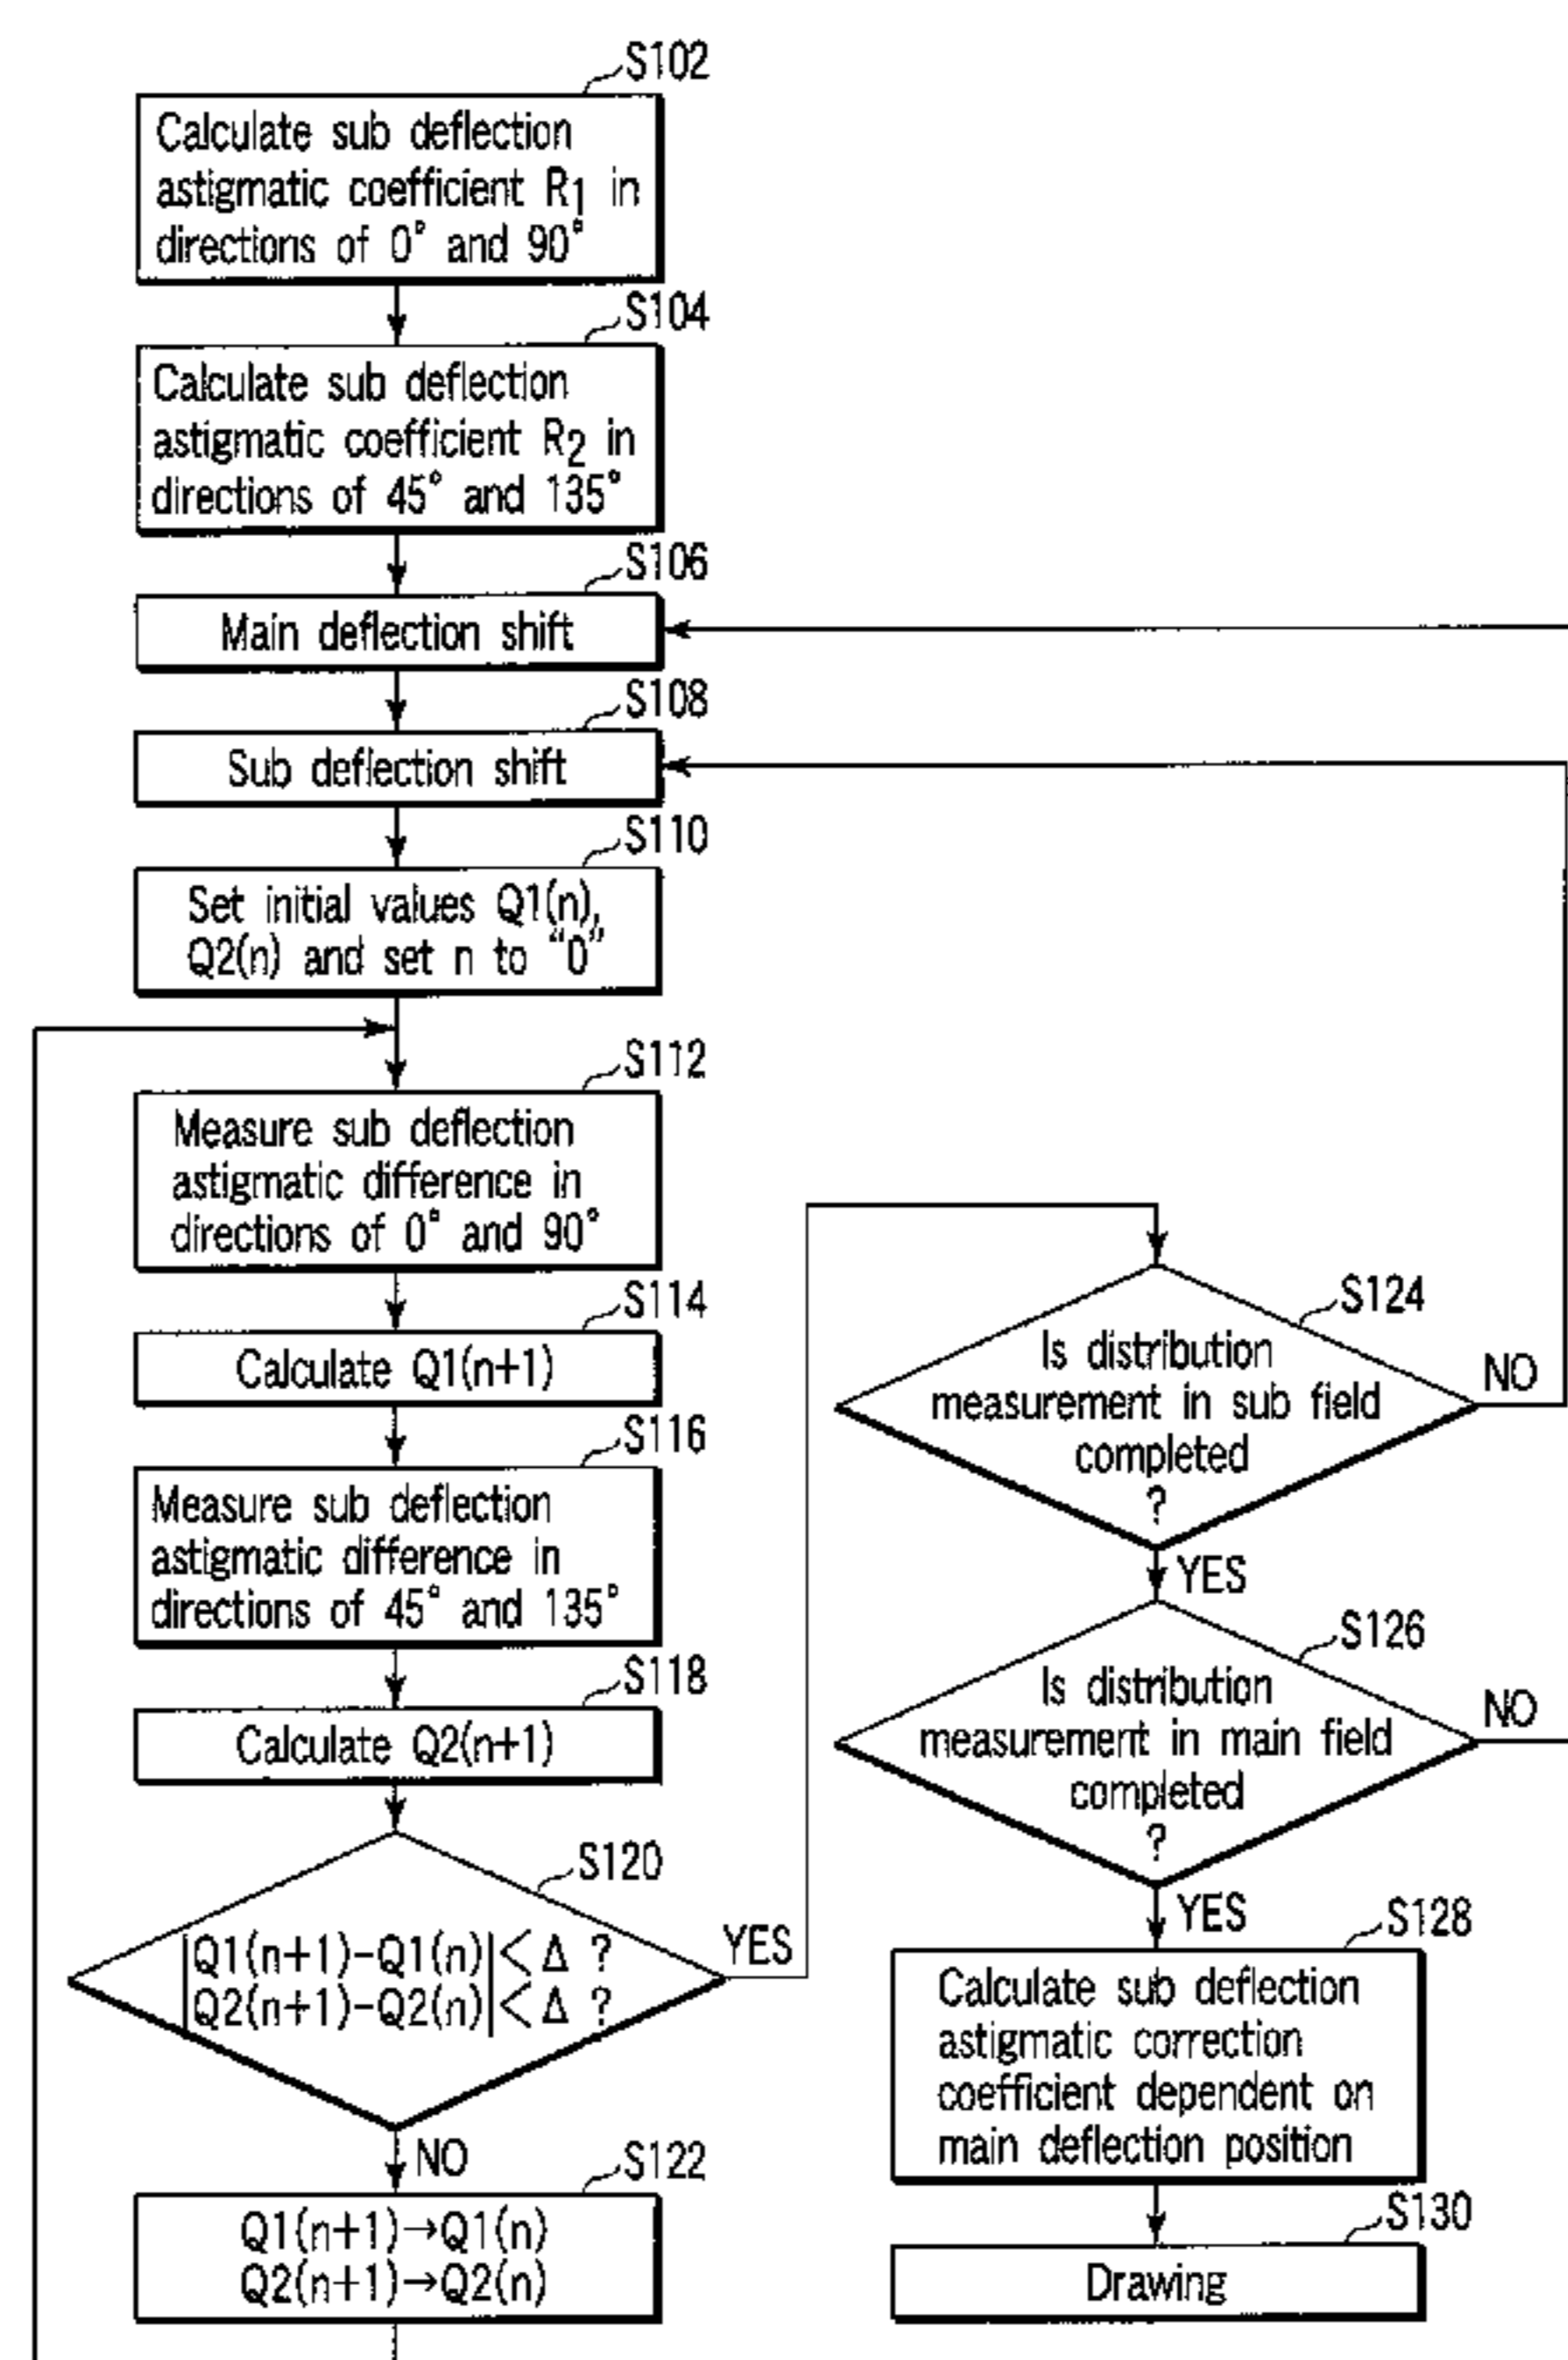 S102
Calculate sub deflection
astigmatic coefficient R1 in
directions of 0° and 90°
S104
Calculate sub deflection
astigmatic coefficient R2 in
directions of 45° and 135°
S106
Main deflection shift
S108
Sub deflection shift
S110
Set initial values Q1(n),
Q2(n) and set n to “0”
S112
Measure sub deflection
astigmatic difference in
directions of 0° and 90°
S114
Calculate Q1(n+1)
S116
Measure sub deflection
astigmatic difference in
directions of 45° and 135°
S118
Calculate Q2(n+1)
S120
|Q1(n+1)-Q1(n)|<Δ ?
|Q2(n+1)-Q2(n)|<Δ ?
YES
NO
S122
Q1(n+1)→Q1(n)
Q2(n+1)→Q2(n)
S124
Is distribution
measurement in sub field
completed
?
NO
YES
S126
Is distribution
measurement in main field
completed
?
NO
YES
S128
Calculate sub deflection
astigmatic correction
coefficient dependent on
main deflection position
S130
Drawing